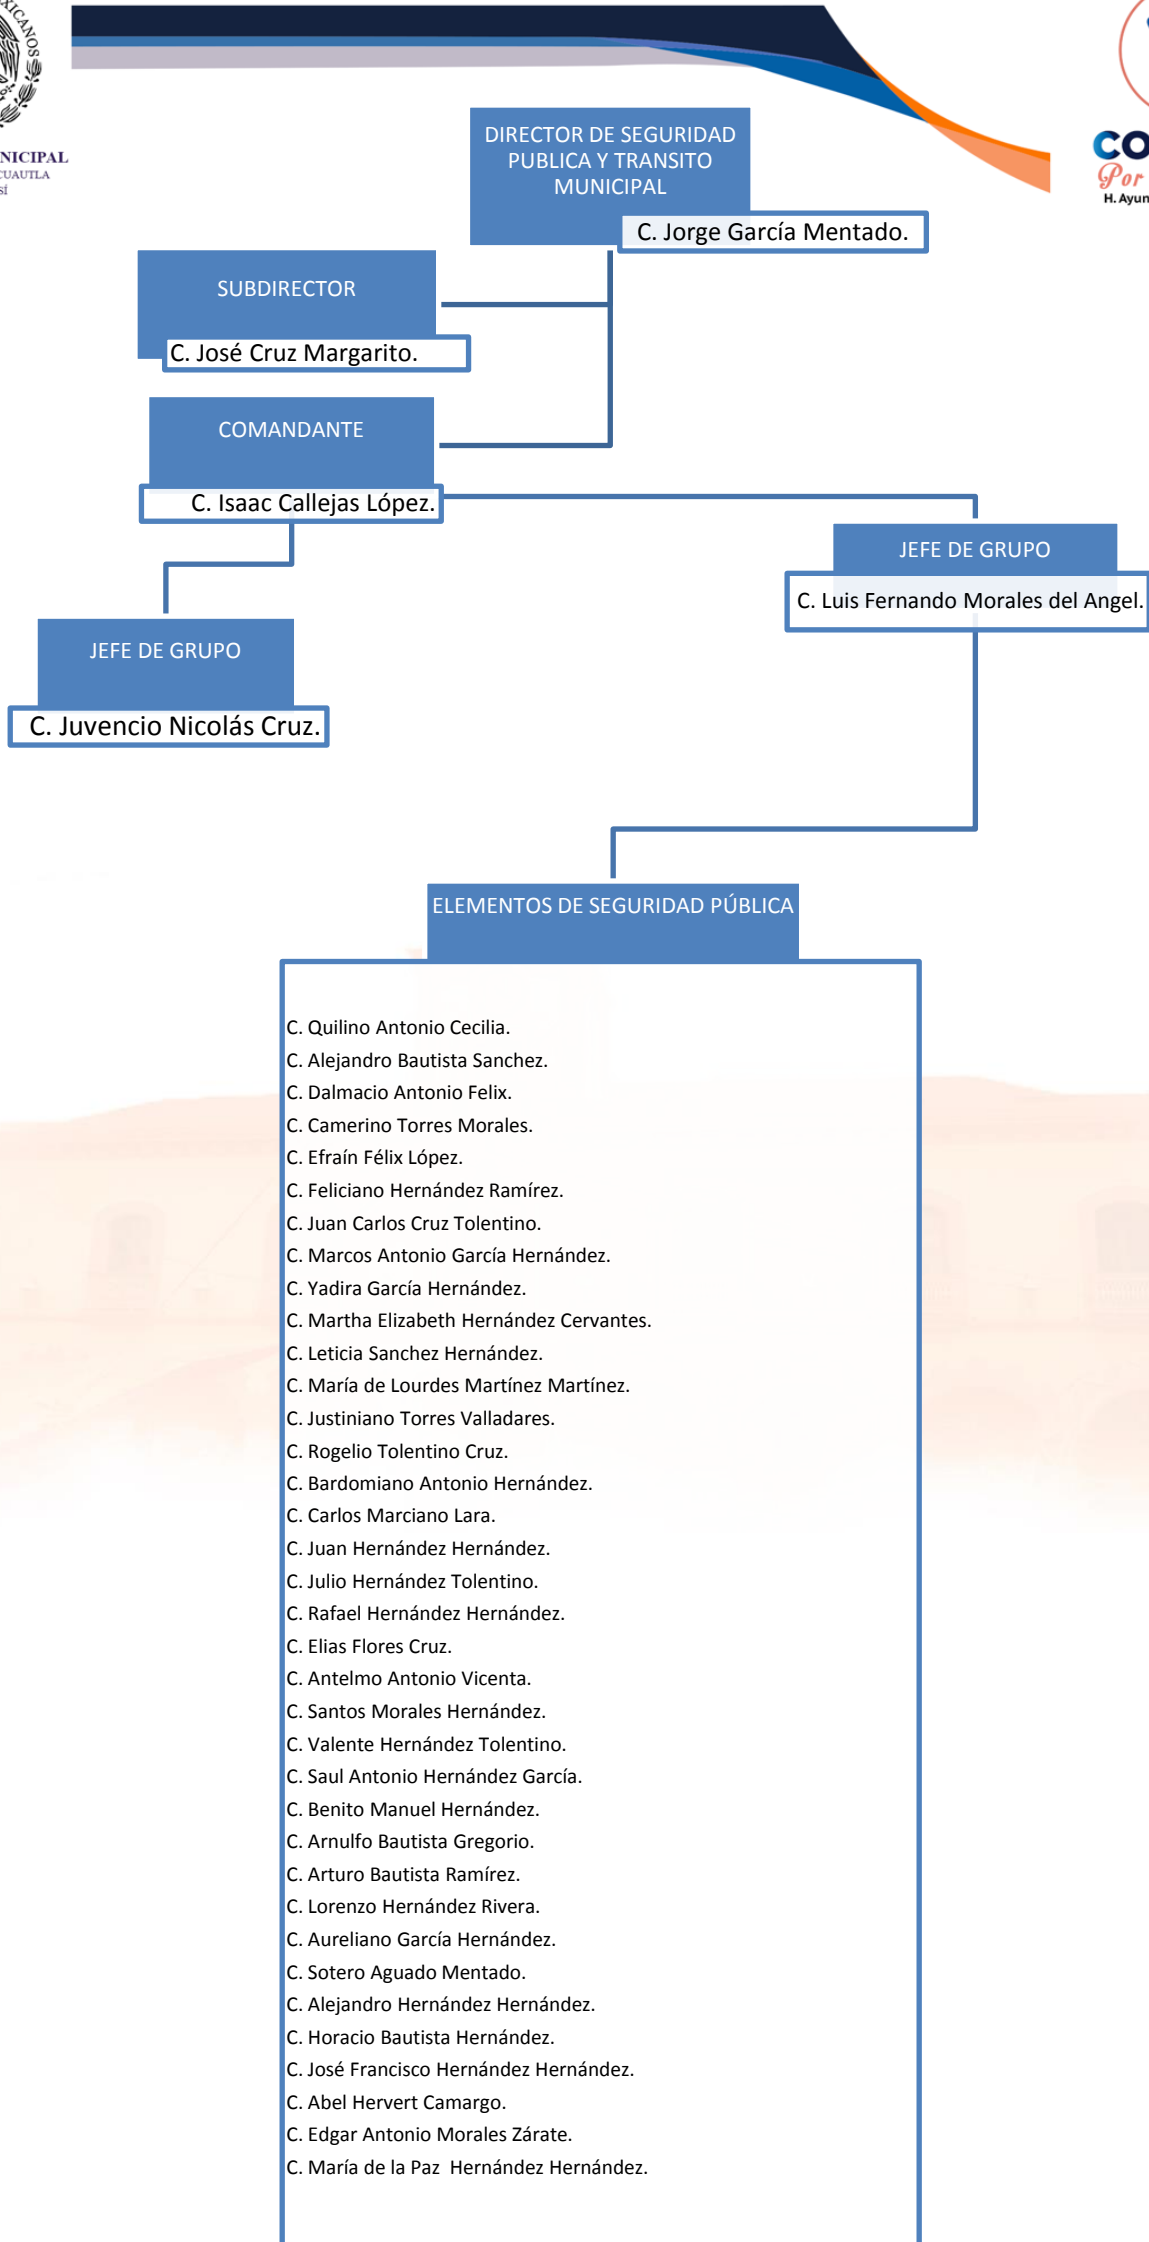 NICIPAL
CUAUTLA
DIRECTOR DE SEGURIDAD
PUBLICA Y TRANSITO
MUNICIPAL
C. Jorge García Mentado.
CO
Por
H. Ayun
SUBDIRECTOR
C. José Cruz Margarito.
COMANDANTE
C. Isaac Callejas López.
JEFE DE GRUPO
C. Luis Fernando Morales del Angel.
JEFE DE GRUPO
C. Juvencio Nicolás Cruz.
ELEMENTOS DE SEGURIDAD PÚBLICA
C. Quilino Antonio Cecilia.
C. Alejandro Bautista Sanchez.
C. Dalmacio Antonio Felix.
C. Camerino Torres Morales.
C. Efraín Félix López.
C. Feliciano Hernández Ramírez.
C. Juan Carlos Cruz Tolentino.
C. Marcos Antonio García Hernández.
C. Yadira García Hernández.
C. Martha Elizabeth Hernández Cervantes.
C. Leticia Sanchez Hernández.
C. María de Lourdes Martínez Martínez.
C. Justiniano Torres Valladares.
C. Rogelio Tolentino Cruz.
C. Bardomiano Antonio Hernández.
C. Carlos Marciano Lara.
C. Juan Hernández Hernández.
C. Julio Hernández Tolentino.
C. Rafael Hernández Hernández.
C. Elias Flores Cruz.
C. Antelmo Antonio Vicenta.
C. Santos Morales Hernández.
C. Valente Hernández Tolentino.
C. Saul Antonio Hernández García.
C. Benito Manuel Hernández.
C. Arnulfo Bautista Gregorio.
C. Arturo Bautista Ramírez.
C. Lorenzo Hernández Rivera.
C. Aureliano García Hernández.
C. Sotero Aguado Mentado.
C. Alejandro Hernández Hernández.
C. Horacio Bautista Hernández.
C. José Francisco Hernández Hernández.
C. Abel Hervert Camargo.
C. Edgar Antonio Morales Zárate.
C. María de la Paz  Hernández Hernández.